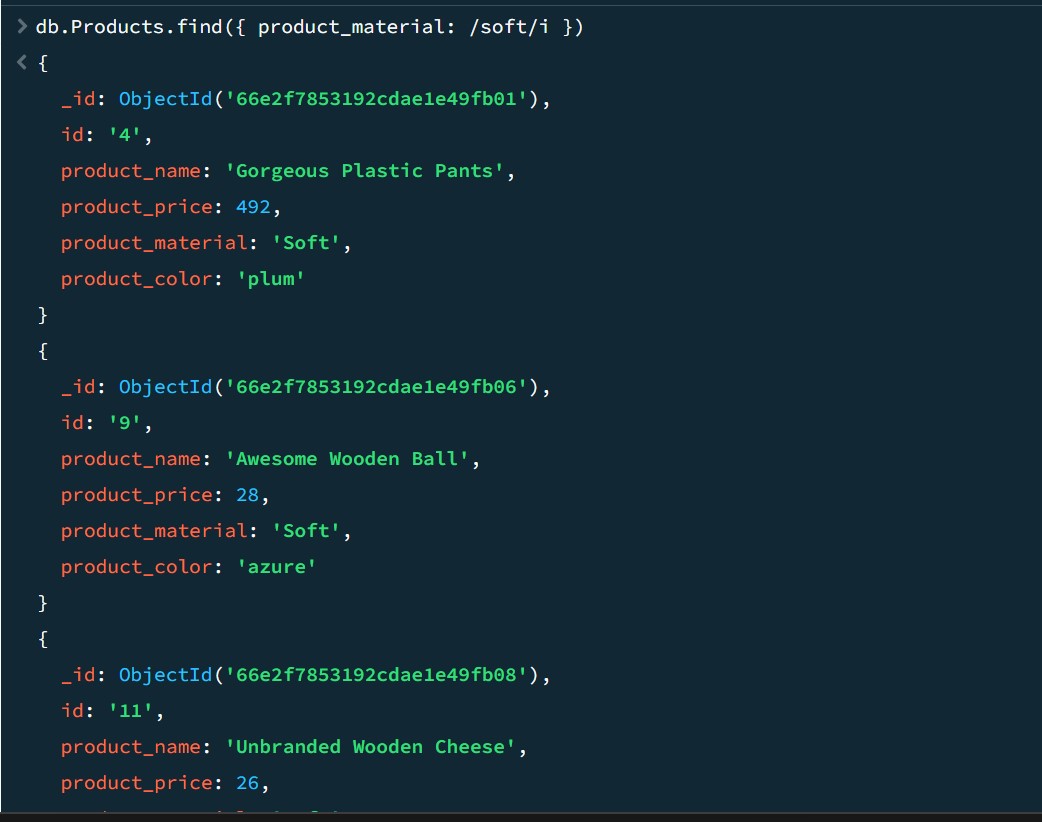 > db.Products.find({ product_material: /soft/i })
< {
_id: ObjectId('66e2f7853192cdae1e49fb01'),
id: '4',
product_name: 'Gorgeous Plastic Pants',
product_price: 492,
product_material: 'Soft',
product_color: 'plum'
}
{
_id: ObjectId('66e2f7853192cdae1e49fb06'),
id: '9',
product_name: 'Awesome Wooden Ball',
product_price: 28,
product_material: 'Soft',
product_color: 'azure'
}
{
_id: ObjectId('66e2f7853192cdae1e49fb08'),
id: '11',
product_name: 'Unbranded Wooden Cheese',
product_price: 26,